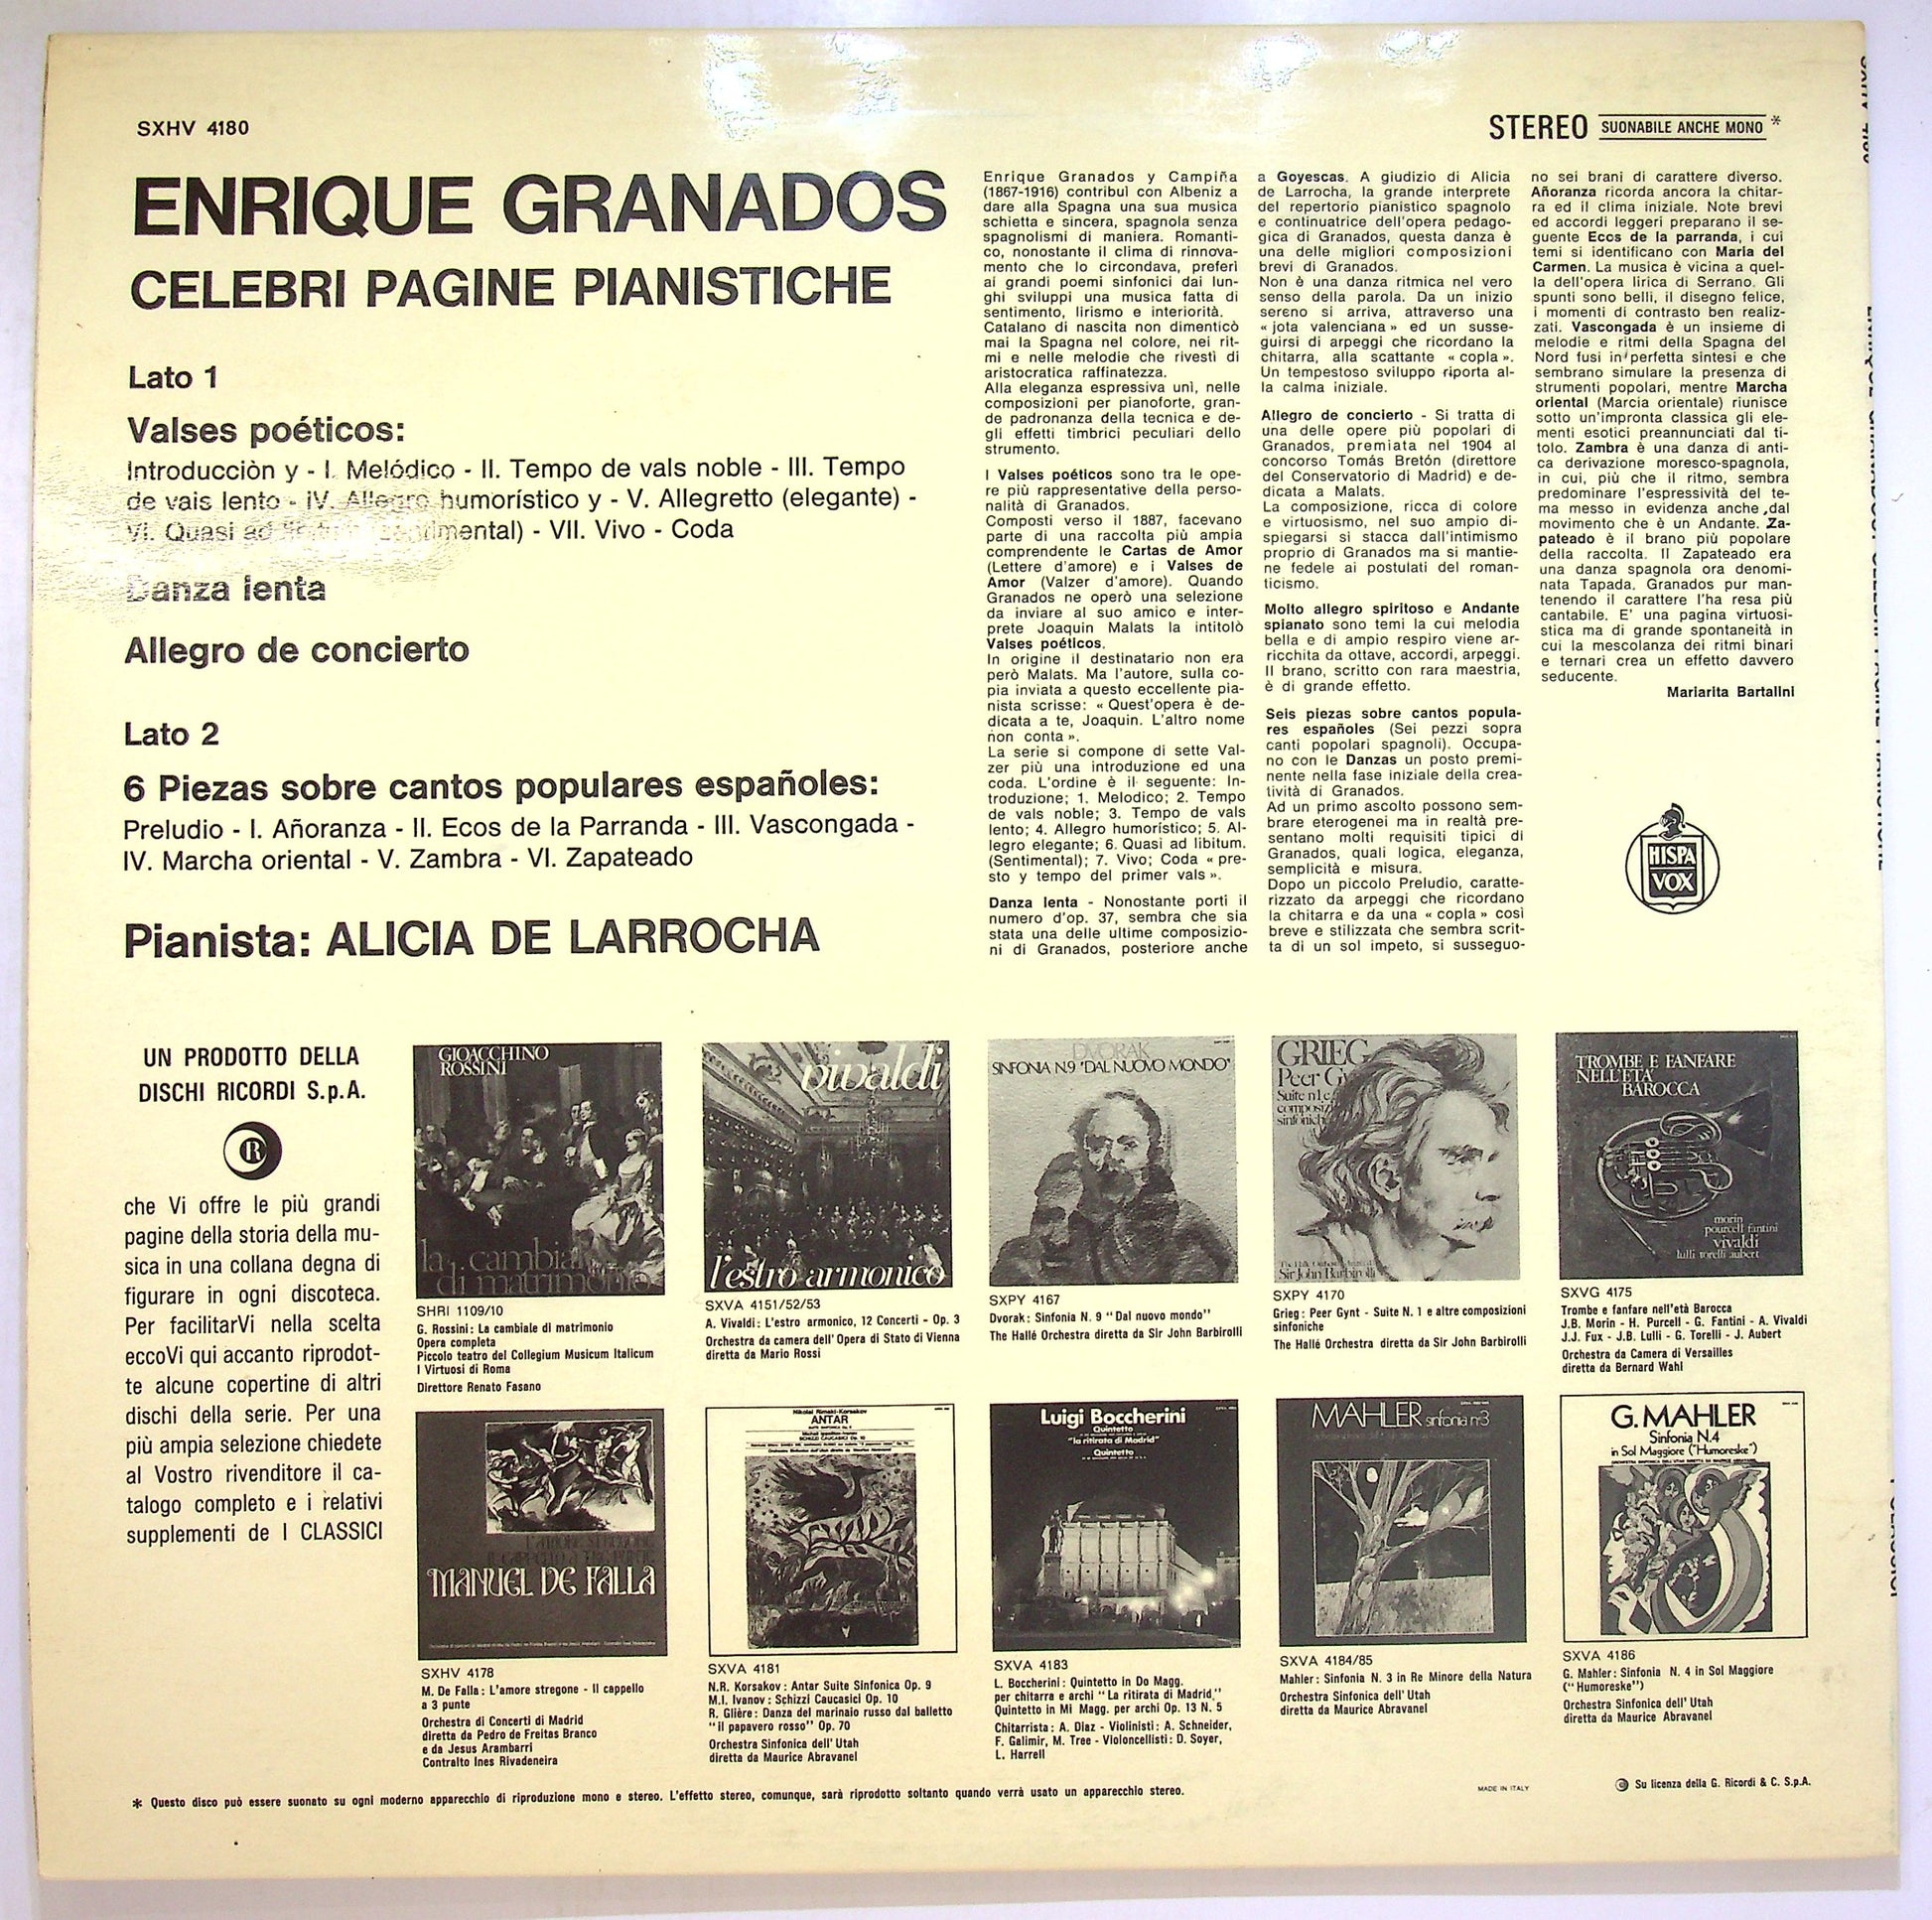 SXHV 4180
STEREO SUONABILE ANCHE MONO *
ENRIQUE GRANADOS
CELEBRI PAGINE PIANISTICHE
Lato 1
Valses poéticos:
Introducciòn y - I. Melódico - II. Tempo de vals noble - III. Tempo
de vals lento - IV. Allegro humorístico y - V. Allegretto (elegante) -
VI. Quasi ad libitum (sentimental) - VII. Vivo - Coda
Danza lenta
Allegro de concierto
Lato 2
6 Piezas sobre cantos populares españoles:
Preludio - I. Añoranza - II. Ecos de la Parranda - III. Vascongada -
IV. Marcha oriental - V. Zambra - VI. Zapateado
Pianista: ALICIA DE LARROCHA
Enrique Granados y Campiña
(1867-1916) contribuì con Albeniz a
dare alla Spagna una sua musica
schietta e sincera, spagnola senza
spagnolismi di maniera. Romanti-
co, nonostante il clima di rinnova-
mento che lo circondava, preferì
ai grandi poemi sinfonici dai lun-
ghi sviluppi una musica fatta di
sentimento, lirismo e interiorità.
Catalano di nascita non dimenticò
mai la Spagna nel colore, nei rit-
mi e nelle melodie che rivestì di
aristocratica raffinatezza.
Alla eleganza espressiva unì, nelle
composizioni per pianoforte, gran-
de padronanza della tecnica e de-
gli effetti timbrici peculiari dello
strumento.
I Valses poéticos sono tra le ope-
re più rappresentative della perso-
nalità di Granados.
Composti verso il 1887, facevano
parte di una raccolta più ampia
comprendente le Cartas de Amor
(Lettere d'amore) e i Valses de
Amor (Valzer d'amore). Quando
Granados ne operò una selezione
da inviare al suo amico e inter-
prete Joaquin Malats la intitolò
Valses poéticos.
In origine il destinatario non era
però Malats. Ma l'autore, sulla co-
pia inviata a questo eccellente pia-
nista scrisse: « Quest'opera è de-
dicata a te, Joaquin. L'altro nome
non conta ».
La serie si compone di sette Val-
zer più una introduzione ed una
coda. L'ordine è il seguente: In-
troduzione; 1. Melodico; 2. Tempo
de vals noble; 3. Tempo de vals
lento; 4. Allegro humorístico; 5. Al-
legro elegante; 6. Quasi ad libitum.
(Sentimental); 7. Vivo; Coda « pre-
sto y tempo del primer vals ».
Danza lenta - Nonostante porti il
numero d'op. 37, sembra che sia
stata una delle ultime composizio-
ni di Granados, posteriore anche
a Goyescas. A giudizio di Alicia
de Larrocha, la grande interprete
del repertorio pianistico spagnolo
e continuatrice dell'opera pedago-
gica di Granados, questa danza è
una delle migliori composizioni
brevi di Granados.
Non è una danza ritmica nel vero
senso della parola. Da un inizio
sereno si arriva, attraverso una
« jota valenciana » ed un susse-
guirsi di arpeggi che ricordano la
chitarra, alla scattante « copla ».
Un tempestoso sviluppo riporta al-
la calma iniziale.
Allegro de concierto - Si tratta di
una delle opere più popolari di
Granados, premiata nel 1904 al
concorso Tomás Bretón (direttore
del Conservatorio di Madrid) e de-
dicata a Malats.
La composizione, ricca di colore
e virtuosismo, nel suo ampio di-
spiegarsi si stacca dall'intimismo
proprio di Granados ma si mantie-
ne fedele ai postulati del roman-
ticismo.
Molto allegro spiritoso e Andante
spianato sono temi la cui melodia
bella e di ampio respiro viene ar-
ricchita da ottave, accordi, arpeggi.
Il brano, scritto con rara maestria,
è di grande effetto.
Seis piezas sobre cantos popula-
res españoles (Sei pezzi sopra
canti popolari spagnoli). Occupa-
no con le Danzas un posto premi-
nente nella fase iniziale della crea-
tività di Granados.
Ad un primo ascolto possono sem-
brare eterogenei ma in realtà pre-
sentano molti requisiti tipici di
Granados, quali logica, eleganza,
semplicità e misura.
Dopo un piccolo Preludio, caratte-
rizzato da arpeggi che ricordano
la chitarra e da una « copla » così
breve e stilizzata che sembra scrit-
ta di un sol impeto, si susseguo-
no sei brani di carattere diverso.
Añoranza ricorda ancora la chitar-
ra ed il clima iniziale. Note brevi
ed accordi leggeri preparano il se-
guente Eccs de la parranda, i cui
temi si identificano con Maria del
Carmen. La musica è vicina a quel-
la dell'opera lirica di Serrano. Gli
spunti sono belli, il disegno felice,
i momenti di contrasto ben realiz-
zati. Vascongada è un insieme di
melodie e ritmi della Spagna del
Nord fusi in perfetta sintesi e che
sembrano simulare la presenza di
strumenti popolari, mentre Marcha
oriental (Marcia orientale) riunisce
sotto un'impronta classica gli ele-
menti esotici preannunciati dal ti-
tolo. Zambra è una danza di anti-
ca derivazione moresco-spagnola,
in cui, più che il ritmo, sembra
predominare l'espressività del te-
ma messo in evidenza anche dal
movimento che è un Andante. Za-
pateado è il brano più popolare
della raccolta. Il Zapateado era
una danza spagnola ora denomi-
nata Tapada, Granados pur man-
tenendo il carattere l'ha resa più
cantabile. E' una pagina virtuosi-
stica ma di grande spontaneità in
cui la mescolanza dei ritmi binari
e ternari crea un effetto davvero
seducente.
Mariarita Bartalini
HISPA
VOX
UN PRODOTTO DELLA
DISCHI RICORDI S.p.A.
R
che Vi offre le più grandi
pagine della storia della mu-
sica in una collana degna di
figurare in ogni discoteca.
Per facilitarVi nella scelta
eccoVi qui accanto riprodot-
te alcune copertine di altri
dischi della serie. Per una
più ampia selezione chiedete
al Vostro rivenditore il ca-
talogo completo e i relativi
supplementi de I CLASSICI
GIOACCHINO
ROSSINI
la cambiale
di matrimonio
SHRI 1109/10
G. Rossini: La cambiale di matrimonio
Opera completa
Piccolo teatro del Collegium Musicum Italicum
I Virtuosi di Roma
Direttore Renato Fasano
vivaldi
l'estro armonico
SXVA 4151/52/53
A. Vivaldi: L'estro armonico, 12 Concerti - Op. 3
Orchestra da camera dell'Opera di Stato di Vienna
diretta da Mario Rossi
DVORAK
SINFONIA N.9 "DAL NUOVO MONDO"
SXPY 4167
Dvorak: Sinfonia N. 9 "Dal nuovo mondo"
The Hallé Orchestra diretta da Sir John Barbirolli
GRIEG
Peer Gy
Suite n1 e
composiz
sinfonich
Sir John Barbirolli
SXPY 4170
Grieg: Peer Gynt - Suite N. 1 e altre composizioni
sinfoniche
The Hallé Orchestra diretta da Sir John Barbirolli
TROMBE E FANFARE
NELL'ETA'
BAROCCA
morin
pourcell fantini
vivaldi
lulli torelli aubert
SXVG 4175
Trombe e fanfare nell'età Barocca
J.B. Morin - H. Purcell - G. Fantini - A. Vivaldi
J.J. Fux - J.B. Lulli - G. Torelli - J. Aubert
Orchestra da Camera di Versailles
diretta da Bernard Wahl
L'AMORE STREGONE
IL CAPPELLO A TRE PUNTE
MANUEL DE FALLA
SXHV 4178
M. De Falla: L'amore stregone - Il cappello
a 3 punte
Orchestra di Concerti di Madrid
diretta da Pedro de Freitas Branco
e da Jesus Arambarri
Contralto Ines Rivadeneira
Nikolai Rimski-Korsakov
ANTAR
SCHIZZI CAUCASICI OP. 10
SXVA 4181
N.R. Korsakov: Antar Suite Sinfonica Op. 9
M.I. Ivanov: Schizzi Caucasici Op. 10
R. Glière: Danza del marinaio russo dal balletto
"Il papavero rosso" Op. 70
Orchestra Sinfonica dell'Utah
diretta da Maurice Abravanel
Luigi Boccherini
Quintetto
"la ritirata di Madrid"
Quintetto
SXVA 4183
L. Boccherini: Quintetto in Do Magg.
per chitarra e archi "La ritirata di Madrid,"
Quintetto in Mi Magg. per archi Op. 13 N. 5
Chitarrista: A. Diaz - Violinisti: A. Schneider,
F. Galimir, M. Tree - Violoncellisti: D. Soyer,
L. Harrell
MAHLER sinfonia n°3
SXVA 4184/85
Mahler: Sinfonia N. 3 in Re Minore della Natura
Orchestra Sinfonica dell'Utah
diretta da Maurice Abravanel
G. MAHLER
Sinfonia N.4
in Sol Maggiore ("Humoreske")
SXVA 4186
G. Mahler: Sinfonia N. 4 in Sol Maggiore
("Humoreske")
Orchestra Sinfonica dell'Utah
diretta da Maurice Abravanel
* Questo disco può essere suonato su ogni moderno apparecchio di riproduzione mono e stereo. L'effetto stereo, comunque, sarà riprodotto soltanto quando verrà usato un apparecchio stereo.
MADE IN ITALY
Su licenza della G. Ricordi & C. S.p.A.